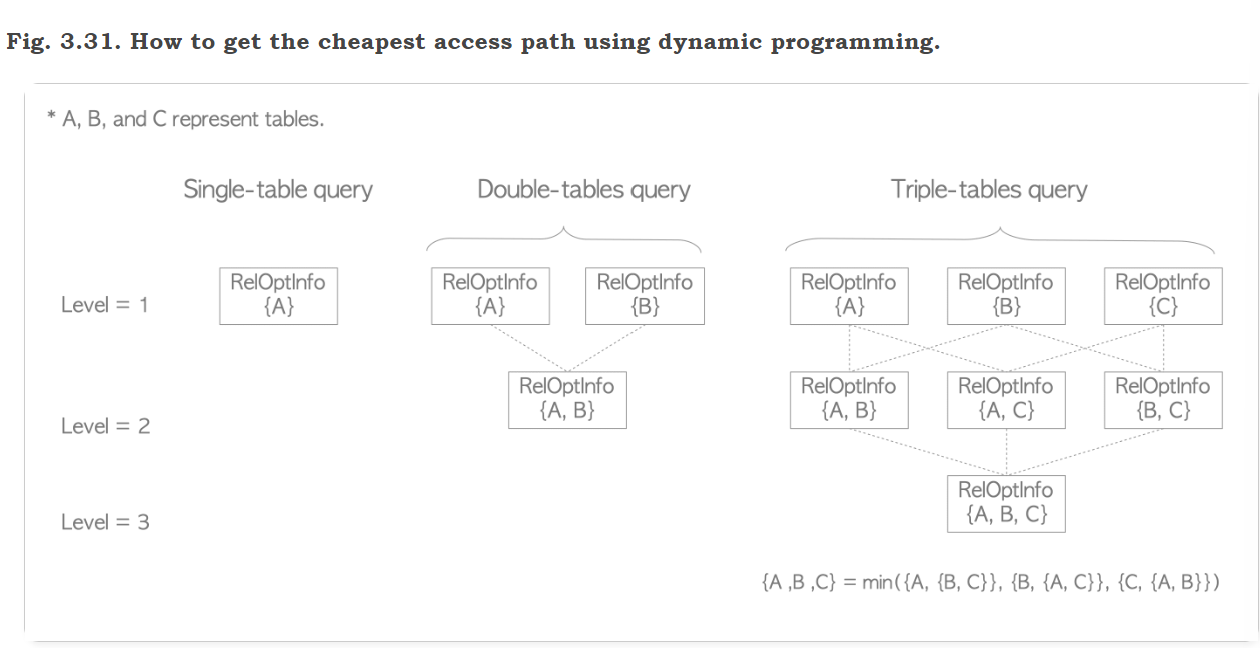 Fig. 3.31. How to get the cheapest access path using dynamic programming.
* A, B, and C represent tables.
Single-table query
Double-tables query
Triple-tables query
Level = 1
RelOptInfo
{A}
RelOptInfo
{A}
RelOptInfo
{B}
RelOptInfo
{A}
RelOptInfo
{B}
RelOptInfo
{C}
Level = 2
RelOptInfo
{A, B}
RelOptInfo
{A, B}
RelOptInfo
{A, C}
RelOptInfo
{B, C}
Level = 3
RelOptInfo
{A, B, C}
{A ,B ,C} = min({A, {B, C}}, {B, {A, C}}, {C, {A, B}})